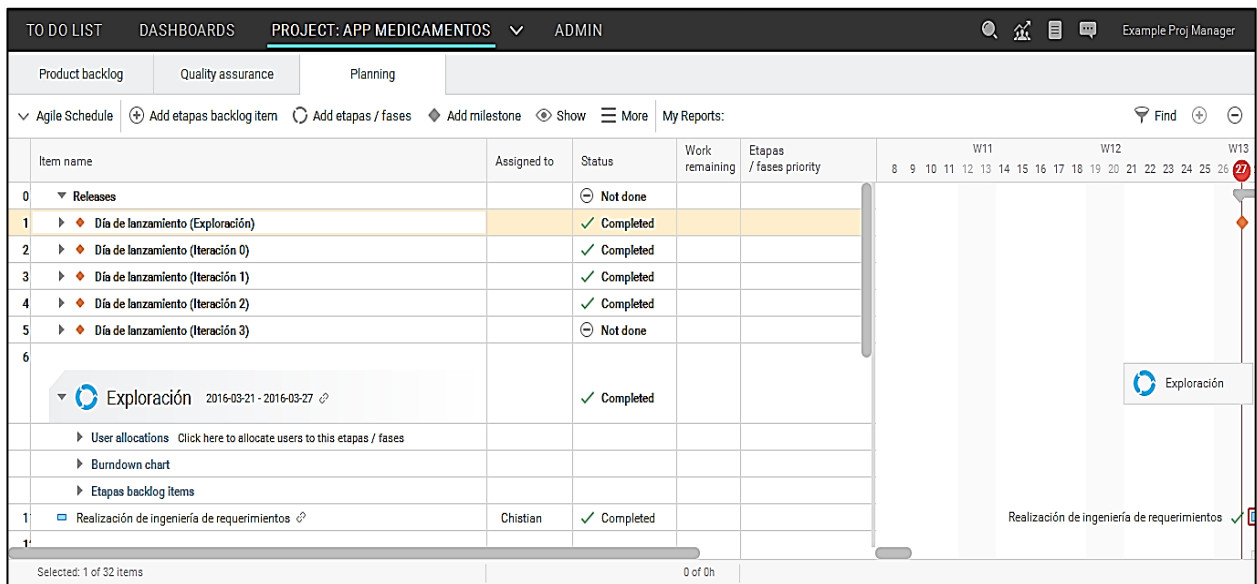 TO DO LIST DASHBOARDS PROJECT: APP MEDICAMENTOS ADMIN Example Proj Manager
Product backlog Quality assurance Planning
Agile Schedule Add etapas backlog item Add etapas / fases Add milestone Show More My Reports: Find
Item name Assigned to Status Work remaining Etapas / fases priority W11 W12 W13
8 9 10 11 12 13 14 15 16 17 18 19 20 21 22 23 24 25 26 27
0 Releases Not done
1 Día de lanzamiento (Exploración) Completed
2 Día de lanzamiento (Iteración 0) Completed
3 Día de lanzamiento (Iteración 1) Completed
4 Día de lanzamiento (Iteración 2) Completed
5 Día de lanzamiento (Iteración 3) Not done
6
Exploración 2016-03-21 - 2016-03-27 Completed Exploración
User allocations Click here to allocate users to this etapas / fases
Burndown chart
Etapas backlog items
Realización de ingeniería de requerimientos Chistian Completed Realización de ingeniería de requerimientos
Selected: 1 of 32 items 0 of 0h